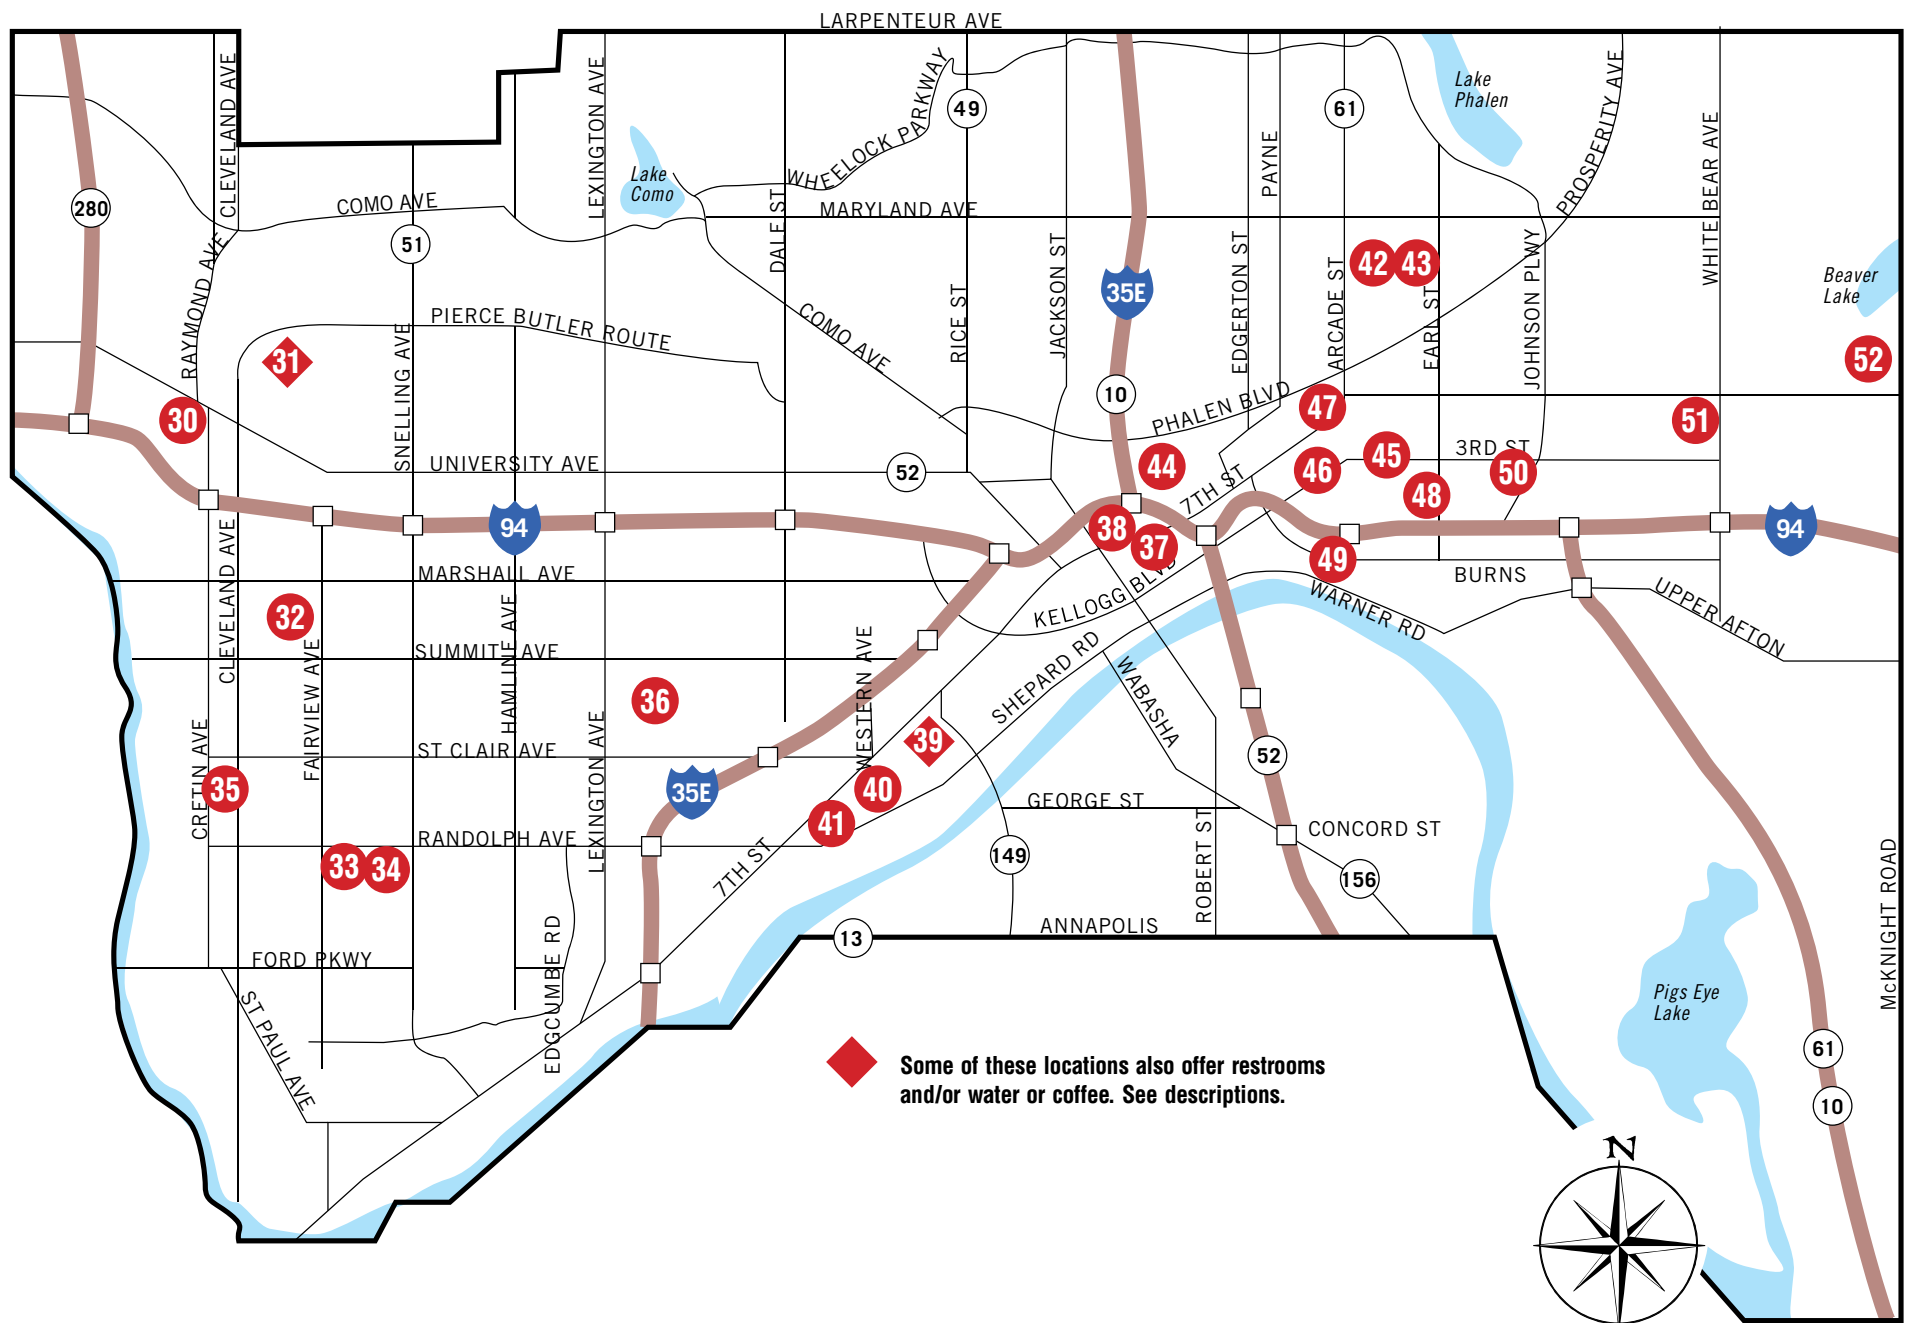 LARPENTEUR AVE
CLEVELAND AVE
LEXINGTON AVE
WHEELOCK PARKWAY
49
61
Lake
Phalen
PROSPERITY AVE
PAYNE
WHITE BEAR AVE
Lake
Como
280
COMO AVE
MARYLAND AVE
51
DALE ST
RAYMOND AVE
RICE ST
JACKSON ST
35E
EDGERTON ST
ARCADE ST
42
43
EARL ST
JOHNSON PLWY
Beaver
Lake
PIERCE BUTLER ROUTE
COMO AVE
31
SNELLING AVE
52
10
PHALEN BLVD
47
30
51
UNIVERSITY AVE
52
44
7TH ST
46
45
3RD ST
50
48
94
38
37
94
49
CLEVELAND AVE
MARSHALL AVE
BURNS
KELLOGG BLVD
WARNER RD
UPPER AFTON
32
HAMLINE AVE
FAIRVIEW AVE
SUMMIT AVE
WESTERN AVE
SHEPARD RD
WABASHA
36
39
CRETIN AVE
ST CLAIR AVE
LEXINGTON AVE
52
35
35E
40
41
GEORGE ST
ROBERT ST
CONCORD ST
RANDOLPH AVE
33
34
7TH ST
149
156
McKNIGHT ROAD
EDGCUMBE RD
13
ANNAPOLIS
FORD PKWY
ST PAUL AVE
Pigs Eye
Lake
61
10
Some of these locations also offer restrooms
and/or water or coffee. See descriptions.
N